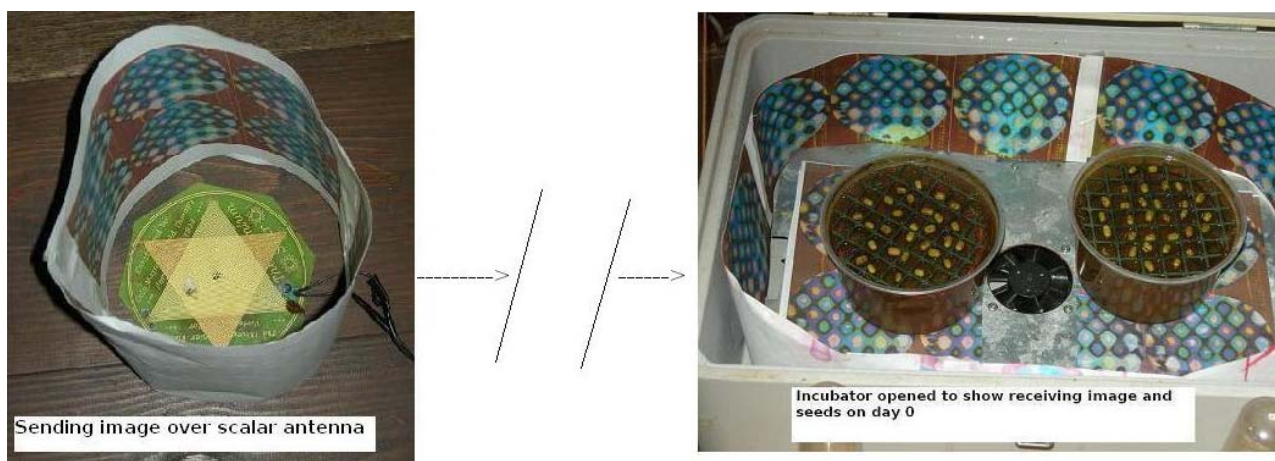 Sending image over scalar antenna
Incubator opened to show receiving image and
seeds on day 0